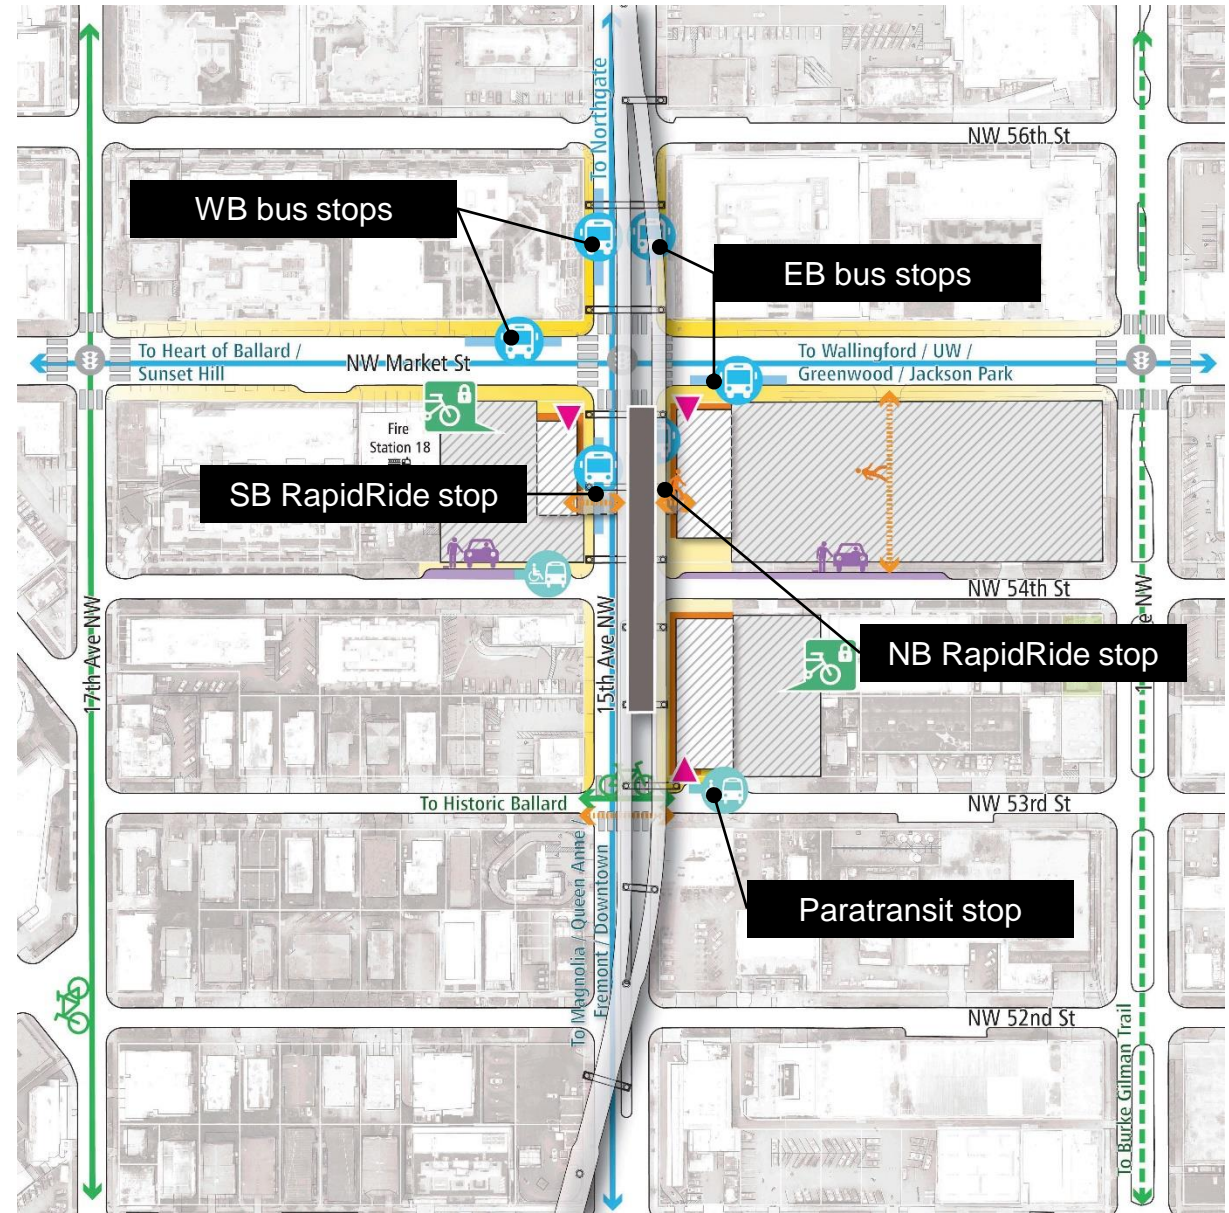 To Northgate
NW 56th St
WB bus stops
EB bus stops
To Heart of Ballard /
Sunset Hill
NW Market St
To Wallingford / UW /
Greenwood / Jackson Park
Fire
Station 18
SB RapidRide stop
NW 54th St
17th Ave NW
15th Ave NW
NW
NB RapidRide stop
To Historic Ballard
NW 53rd St
To Magnolia / Queen Anne /
Fremont / Downtown
Paratransit stop
NW 52nd St
To Burke Gilman Trail